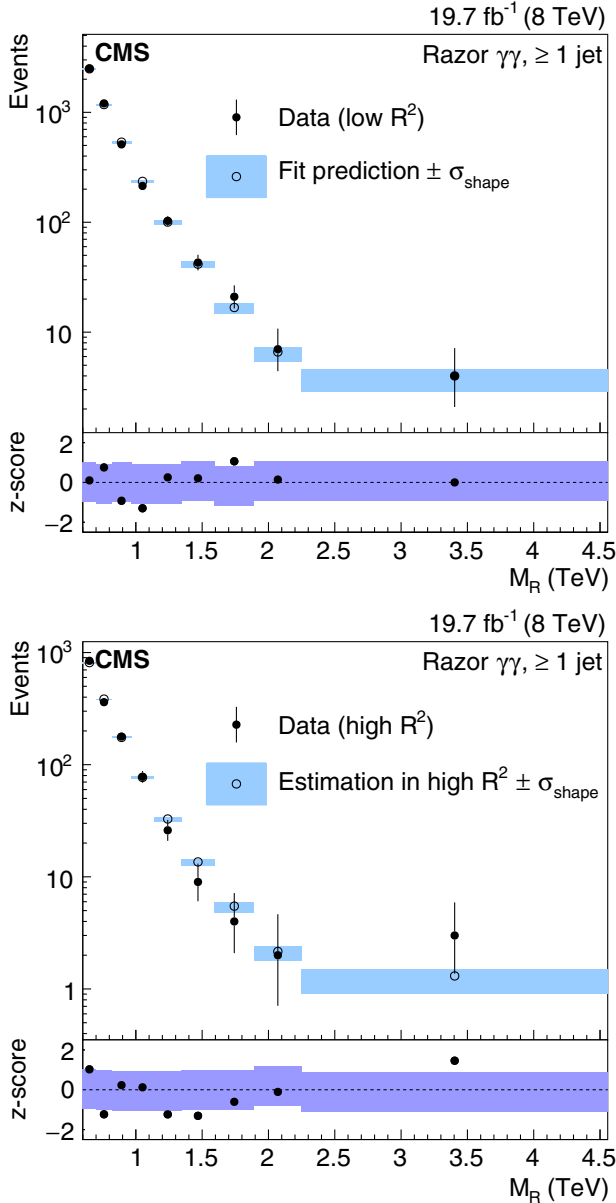 19.7 fb⁻¹ (8 TeV)
CMS
Razor γγ, ≥ 1 jet
Events
10³
10²
10
Data (low R²)
Fit prediction ± σshape
z-score
2
0
−2
1 1.5 2 2.5 3 3.5 4 4.5
M_R (TeV)
19.7 fb⁻¹ (8 TeV)
CMS
Razor γγ, ≥ 1 jet
Events
10³
10²
10
1
Data (high R²)
Estimation in high R² ± σshape
z-score
2
0
−2
1 1.5 2 2.5 3 3.5 4 4.5
M_R (TeV)